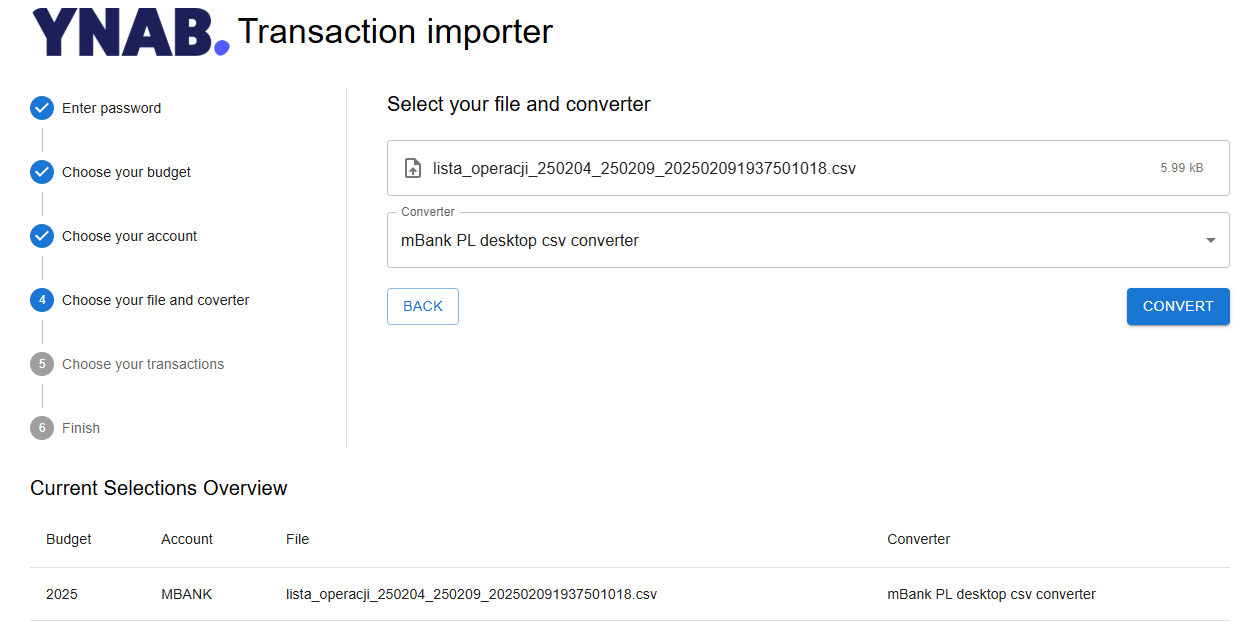 YNAB. Transaction importer
Enter password
Choose your budget
Choose your account
4 Choose your file and coverter
5 Choose your transactions
6 Finish
Select your file and converter
lista_operacji_250204_250209_202502091937501018.csv 5.99 kB
Converter
mBank PL desktop csv converter
BACK CONVERT
Current Selections Overview
Budget Account File Converter
2025 MBANK lista_operacji_250204_250209_202502091937501018.csv mBank PL desktop csv converter